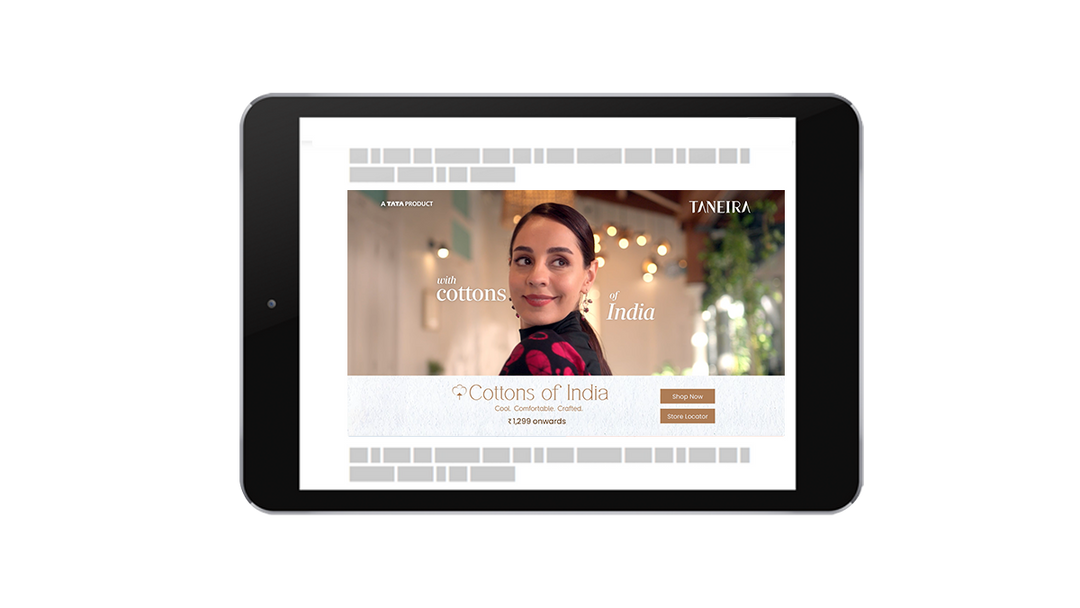 A TATA PRODUCT
TANEIRA
with
cottons
of
India
Cottons of India
Cool. Comfortable. Crafted.
₹1,299 onwards
Shop Now
Store Locator